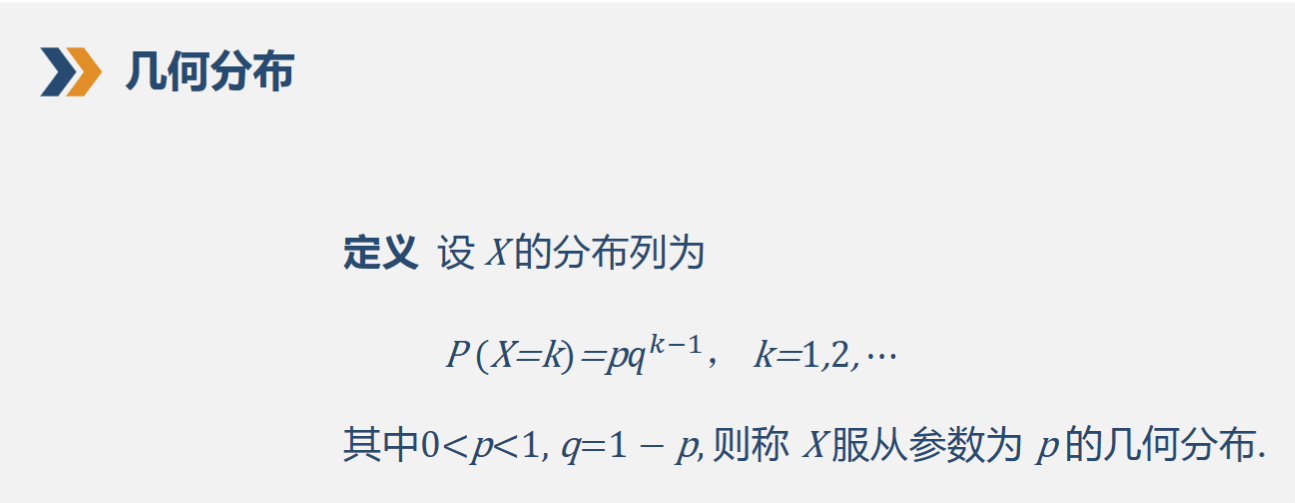 几何分布
定义 设 X的分布列为
P(X=k)=pq^{k−1}, k=1,2,⋯
其中0<p<1, q=1 − p, 则称 X服从参数为 p 的几何分布.